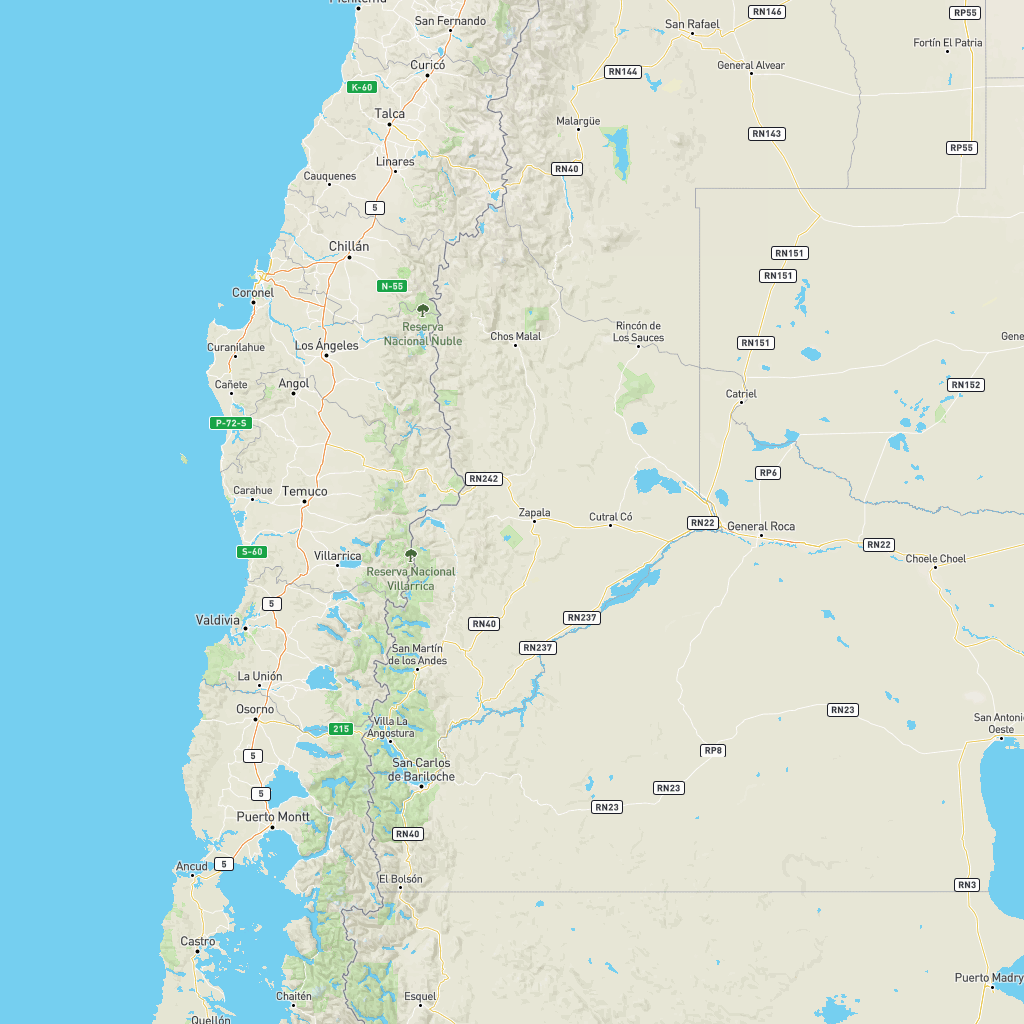 Pichilemu
San Fernando
San Rafael
RN146
RP55
Fortín El Patria
Curicó
RN144
General Alvear
K-60
Talca
Malargüe
RN143
RP55
Linares
RN40
Cauquenes
5
Chillán
RN151
RN151
N-55
Coronel
Reserva
Nacional Ñuble
Rincón de
Los Sauces
Chos Malal
Gene
RN151
Curanilahue
Los Ángeles
Cañete
Angol
RN152
Catriel
P-72-S
RN242
RP6
Carahue
Temuco
Zapala
Cutral Có
RN22
General Roca
RN22
S-60
Villarrica
Reserva Nacional
Villarrica
Choele Choel
5
Valdivia
RN40
RN237
RN237
San Martín
de los Andes
La Unión
Osorno
215
Villa La
Angostura
RN23
San Antonio
Oeste
5
RP8
San Carlos
de Bariloche
5
RN23
RN23
Puerto Montt
RN40
Ancud
5
El Bolsón
RN3
Castro
Chaitén
Esquel
Puerto Madry
Quellón